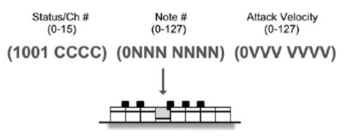 Status/Ch # Note # Attack Velocity
(0-15) (0-127) (0-127)
(1001 CCCC) (0NNN NNNN) (0VVV VVVV)